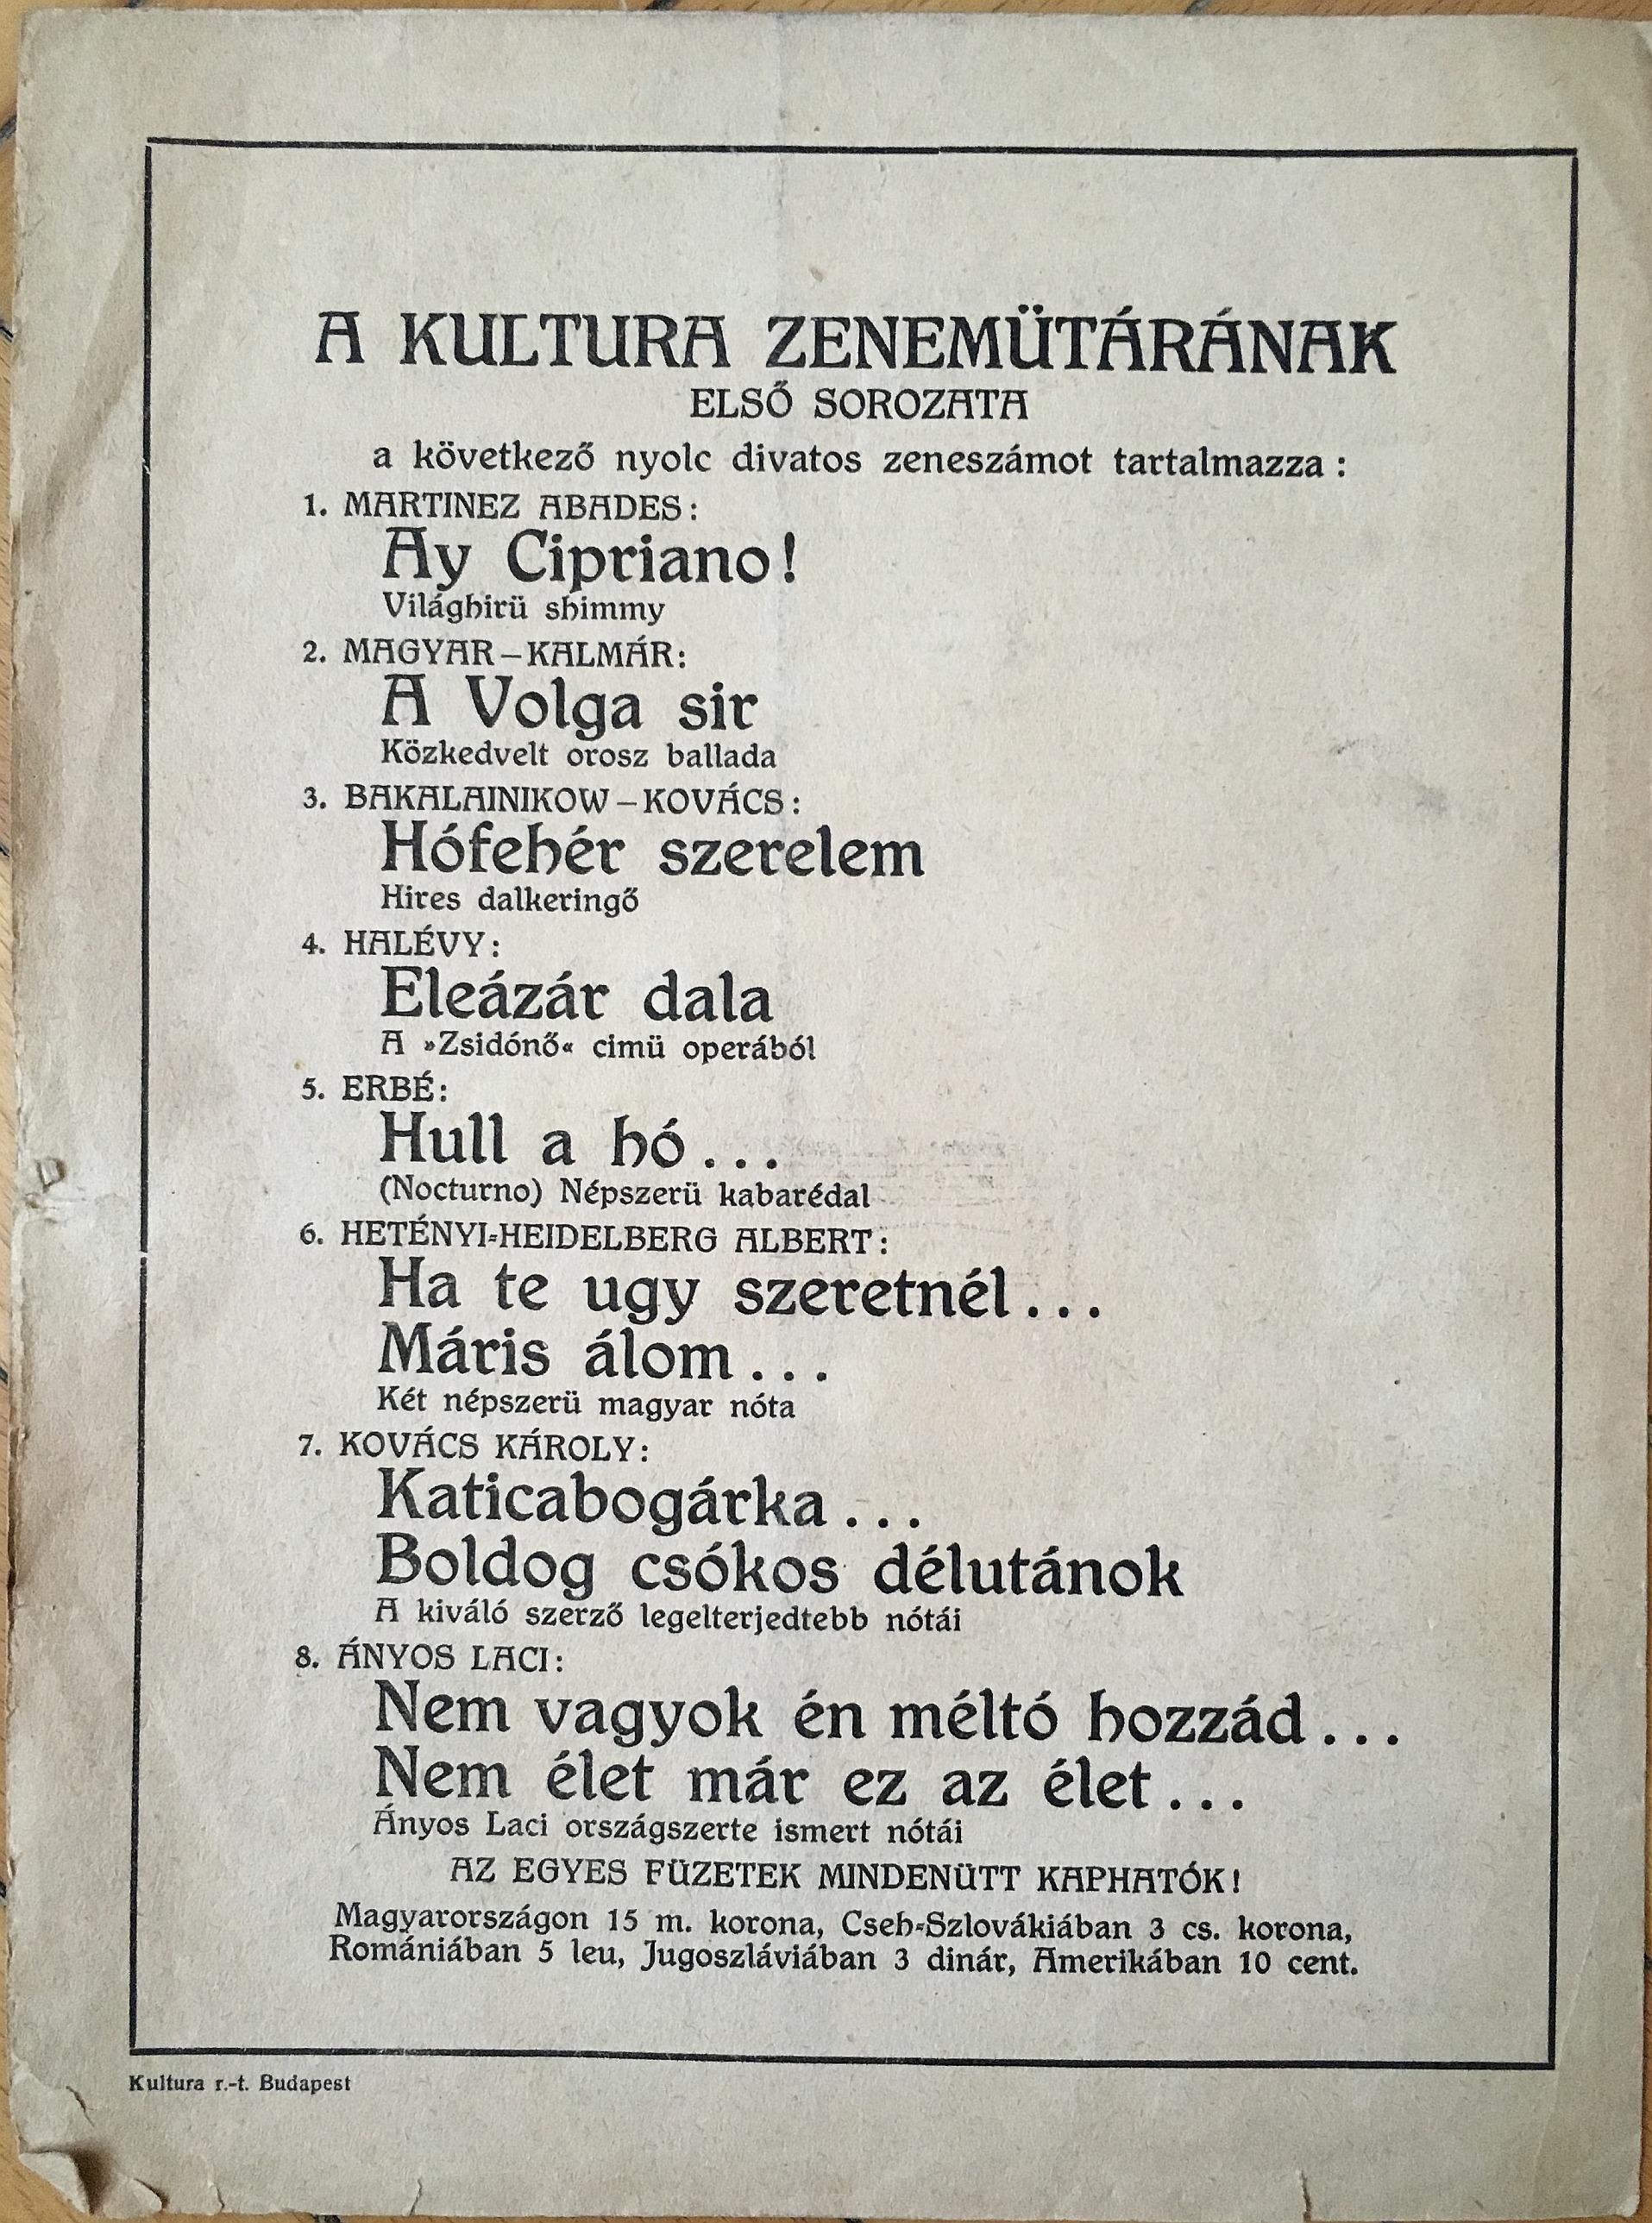 A KULTURA ZENEMÜTÁRÁNAK
ELSŐ SOROZATA
a következő nyolc divatos zeneszámot tartalmazza :
1. MARTINEZ ABADES :
Ay Cipriano !
Világhirü shimmy
2. MAGYAR – KALMÁR:
A Volga sir
Közkedvelt orosz ballada
3. BAKALAINIKOW – KOVÁCS :
Hófehér szerelem
Hires dalkeringő
4. HALÉVY :
Eleázár dala
A »Zsidónő« cimü operából
5. ERBÉ:
Hull a hó . . .
(Nocturno) Népszerü kabarédal
6. HETÉNYI-HEIDELBERG ALBERT :
Ha te ugy szeretnél . . .
Máris álom . . .
Két népszerü magyar nóta
7. KOVÁCS KÁROLY:
Katicabogárka . . .
Boldog csókos délutánok
A kiváló szerző legelterjedtebb nótái
8. ÁNYOS LACI:
Nem vagyok én méltó hozzád . . .
Nem élet már ez az élet . . .
Ányos Laci országszerte ismert nótái
AZ EGYES FÜZETEK MINDENÜTT KAPHATÓK !
Magyarországon 15 m. korona, Cseh-Szlovákiában 3 cs. korona,
Romániában 5 leu, Jugoszláviában 3 dinár, Amerikában 10 cent.
Kultura r.-t. Budapest